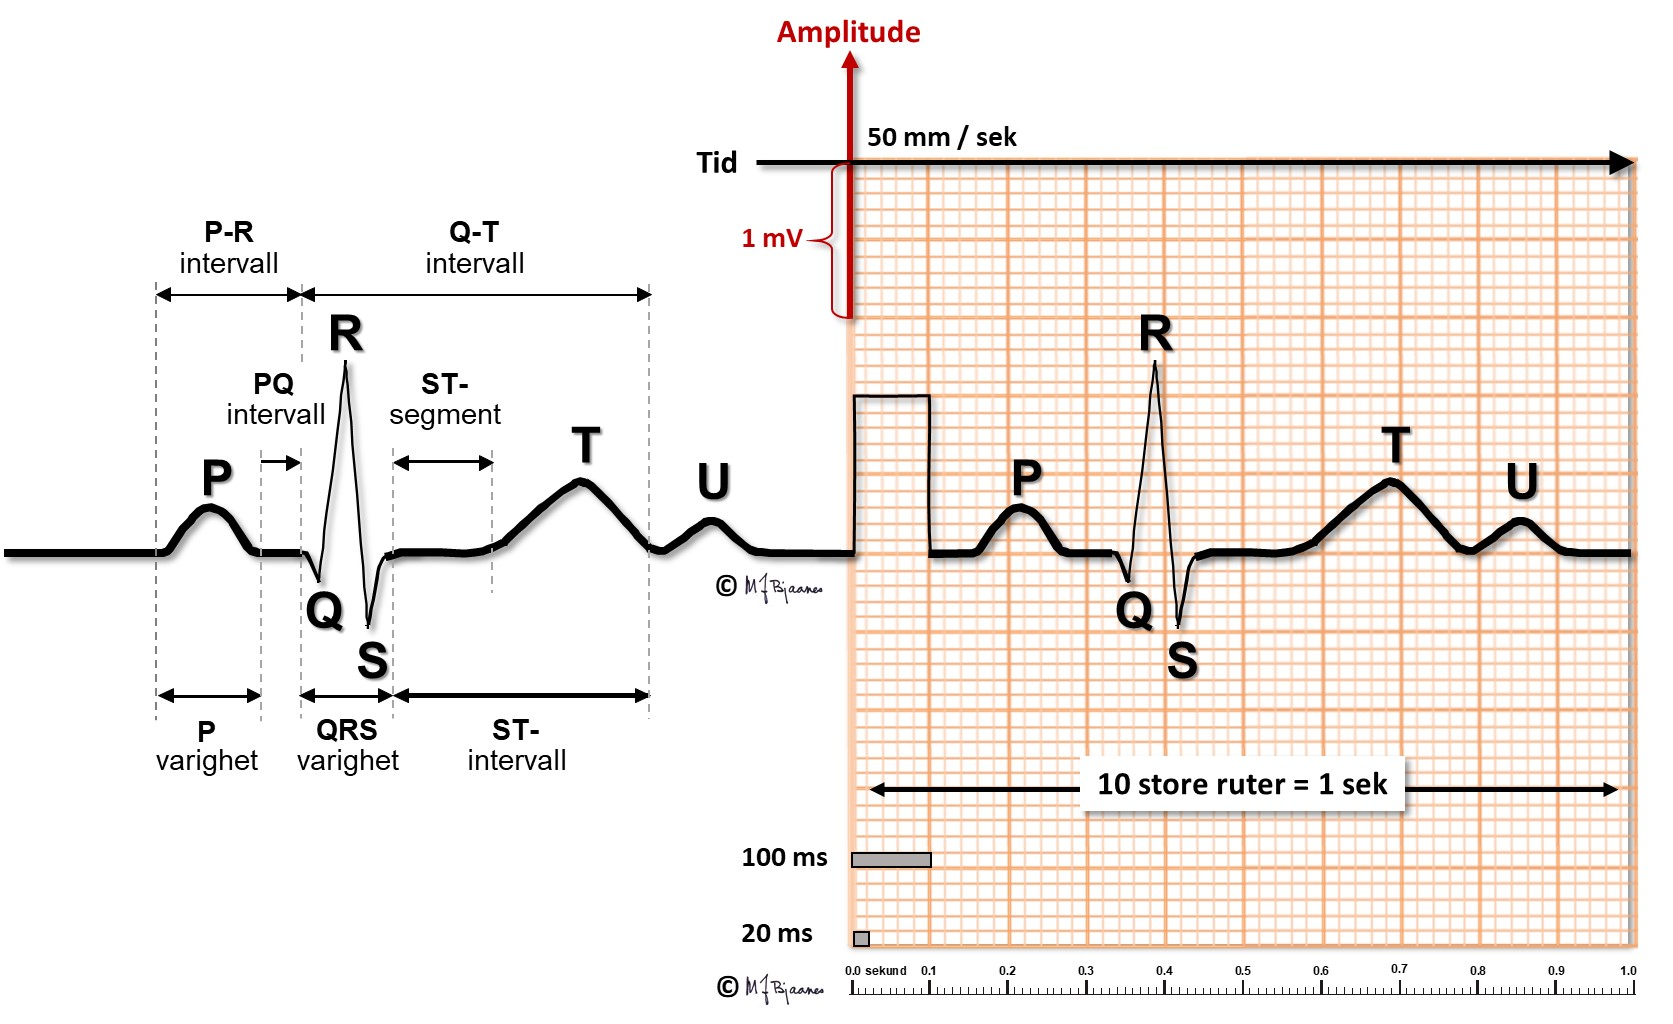 Amplitude
50 mm / sek
Tid
1 mV
P-R
intervall
Q-T
intervall
R
PQ
intervall
ST-
segment
P
T
U
Q
S
P
varighet
QRS
varighet
ST-
intervall
© MJBjaanes
R
P
T
U
Q
S
10 store ruter = 1 sek
100 ms
20 ms
0.0 sekund 0.1 0.2 0.3 0.4 0.5 0.6 0.7 0.8 0.9 1.0
© MJBjaanes